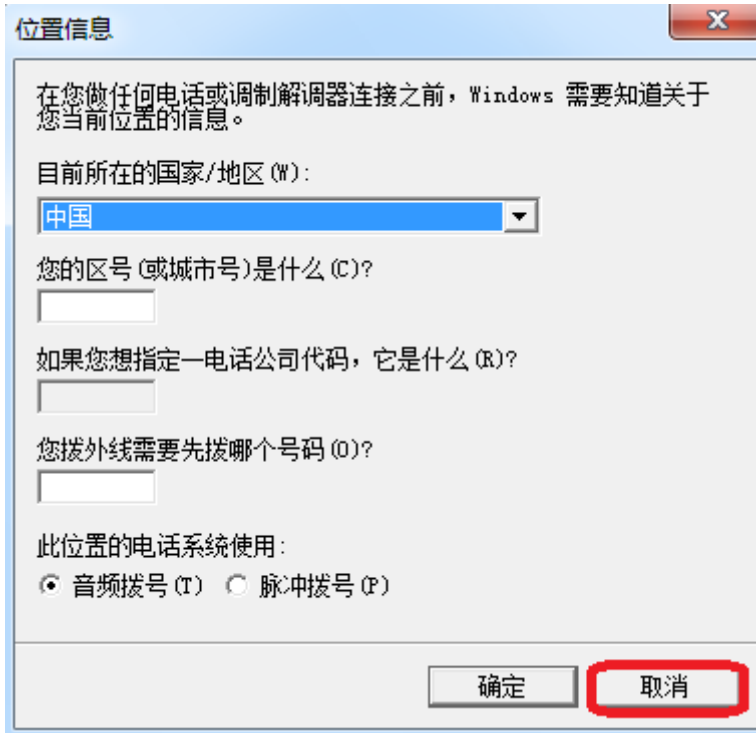 位置信息
在您做任何电话或调制解调器连接之前，Windows 需要知道关于
您当前位置的信息。
目前所在的国家/地区(W):
中国
您的区号(或城市号)是什么(C)?
如果您想指定一电话公司代码，它是什么(R)?
您拨外线需要先拨哪个号码(O)?
此位置的电话系统使用:
音频拨号(T) 脉冲拨号(P)
确定 取消